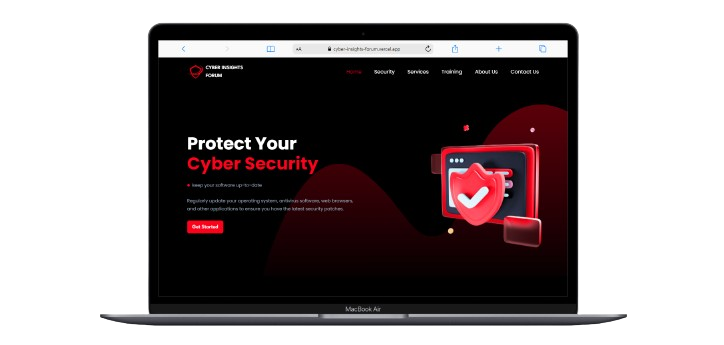 AA
cyber-insights-forum.vercel.app
CYBER INSIGHTS
FORUM
Home
Security
Services
Training
About Us
Contact Us
Protect Your
Cyber Security
keep your software up-to-date
Regularly update your operating system, antivirus software, web browsers,
and other applications to ensure you have the latest security patches.
Get Started
MacBook Air